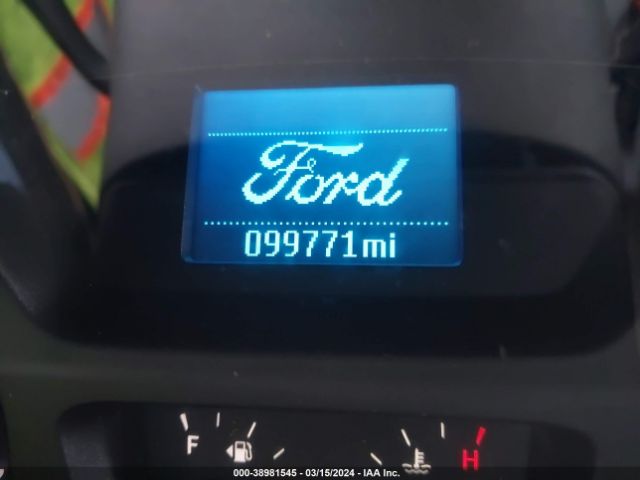 Ford
099771mi
F
H
000-38981545 - 03/15/2024 - IAA Inc.